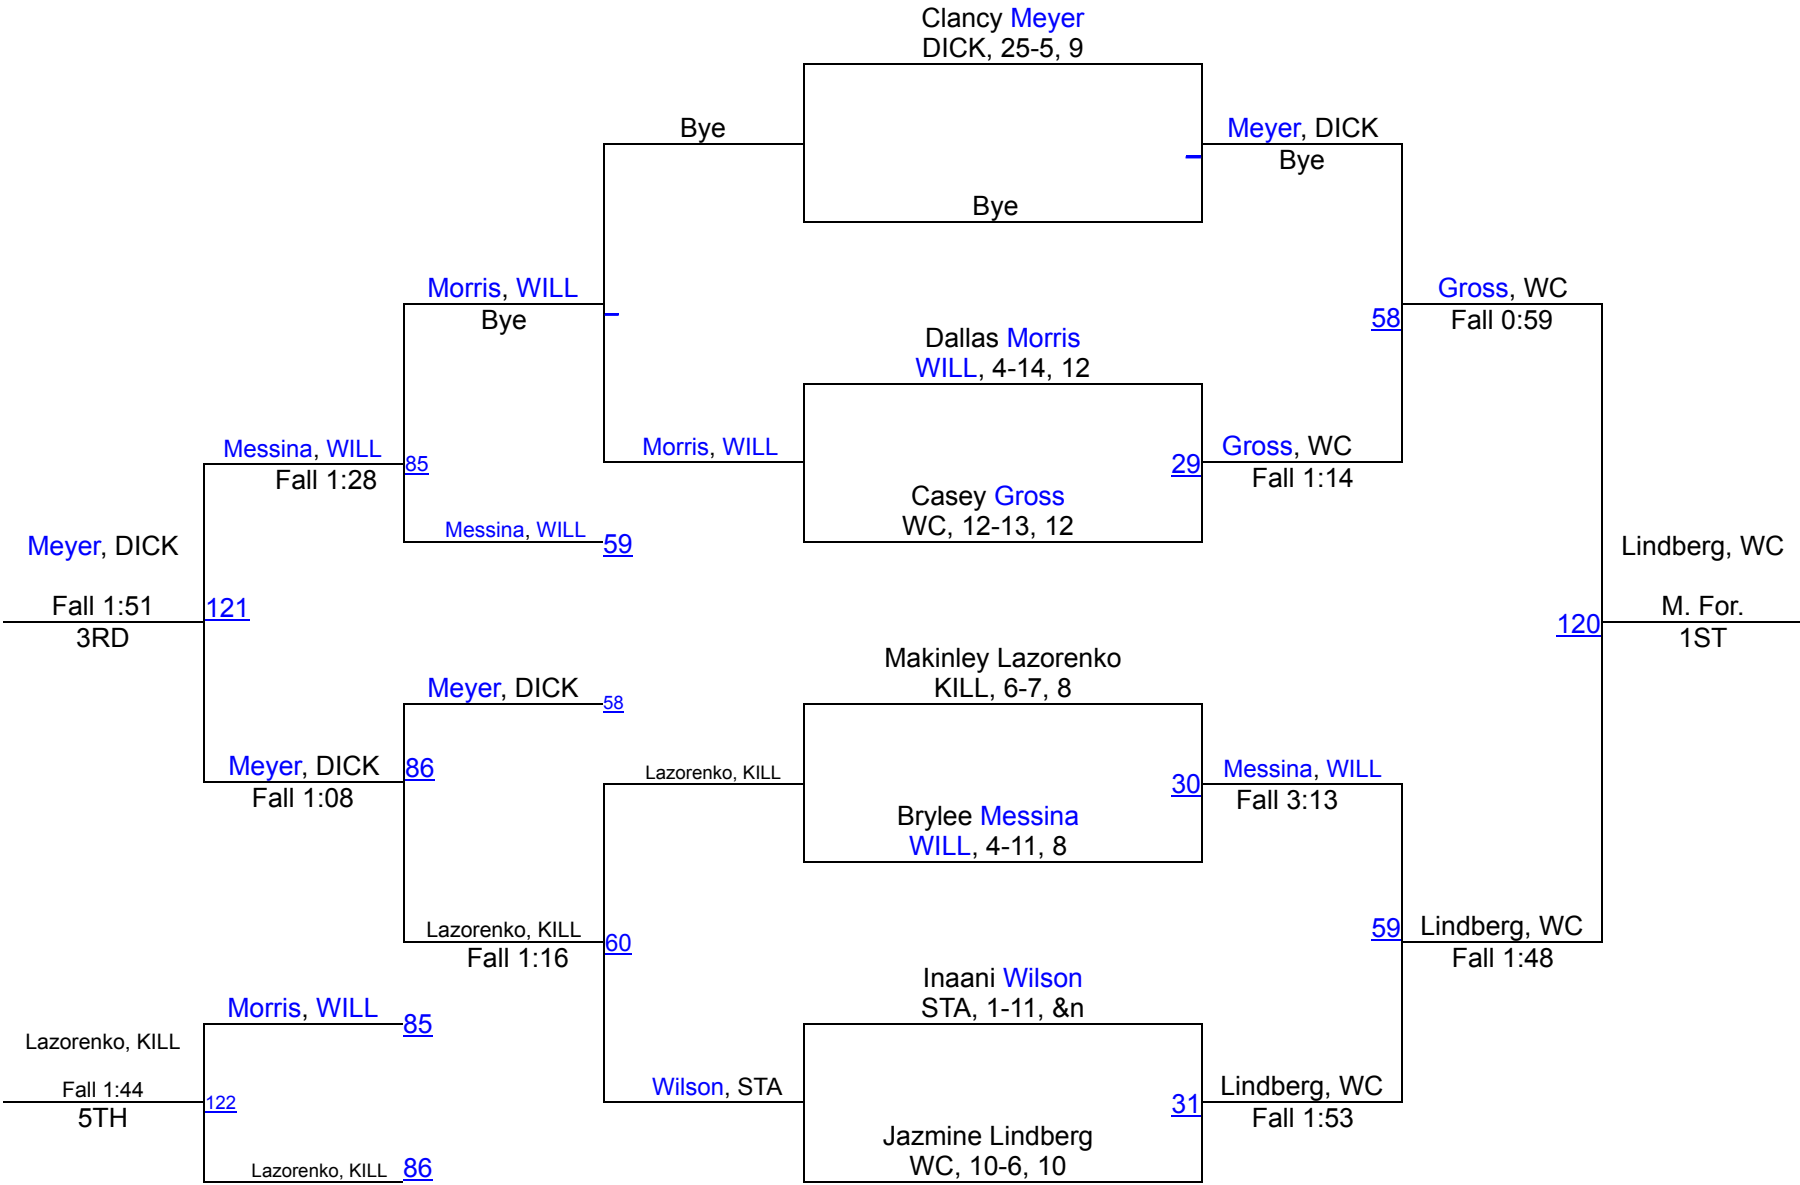 Clancy Meyer
DICK, 25-5, 9
Bye
Meyer, DICK
Bye
Bye
Morris, WILL
Bye
Gross, WC
58
Fall 0:59
Dallas Morris
WILL, 4-14, 12
Messina, WILL
85
Fall 1:28
Morris, WILL
29
Gross, WC
Fall 1:14
Casey Gross
WC, 12-13, 12
Messina, WILL
59
Meyer, DICK
Fall 1:51
121
3RD
Lindberg, WC
M. For.
120
1ST
Makinley Lazorenko
KILL, 6-7, 8
Meyer, DICK
58
Meyer, DICK
86
Fall 1:08
Lazorenko, KILL
30
Messina, WILL
Fall 3:13
Brylee Messina
WILL, 4-11, 8
Lazorenko, KILL
60
Fall 1:16
59
Lindberg, WC
Fall 1:48
Inaani Wilson
STA, 1-11, &n
Morris, WILL
85
Lazorenko, KILL
Fall 1:44
122
5TH
Wilson, STA
31
Lindberg, WC
Fall 1:53
Jazmine Lindberg
WC, 10-6, 10
Lazorenko, KILL
86